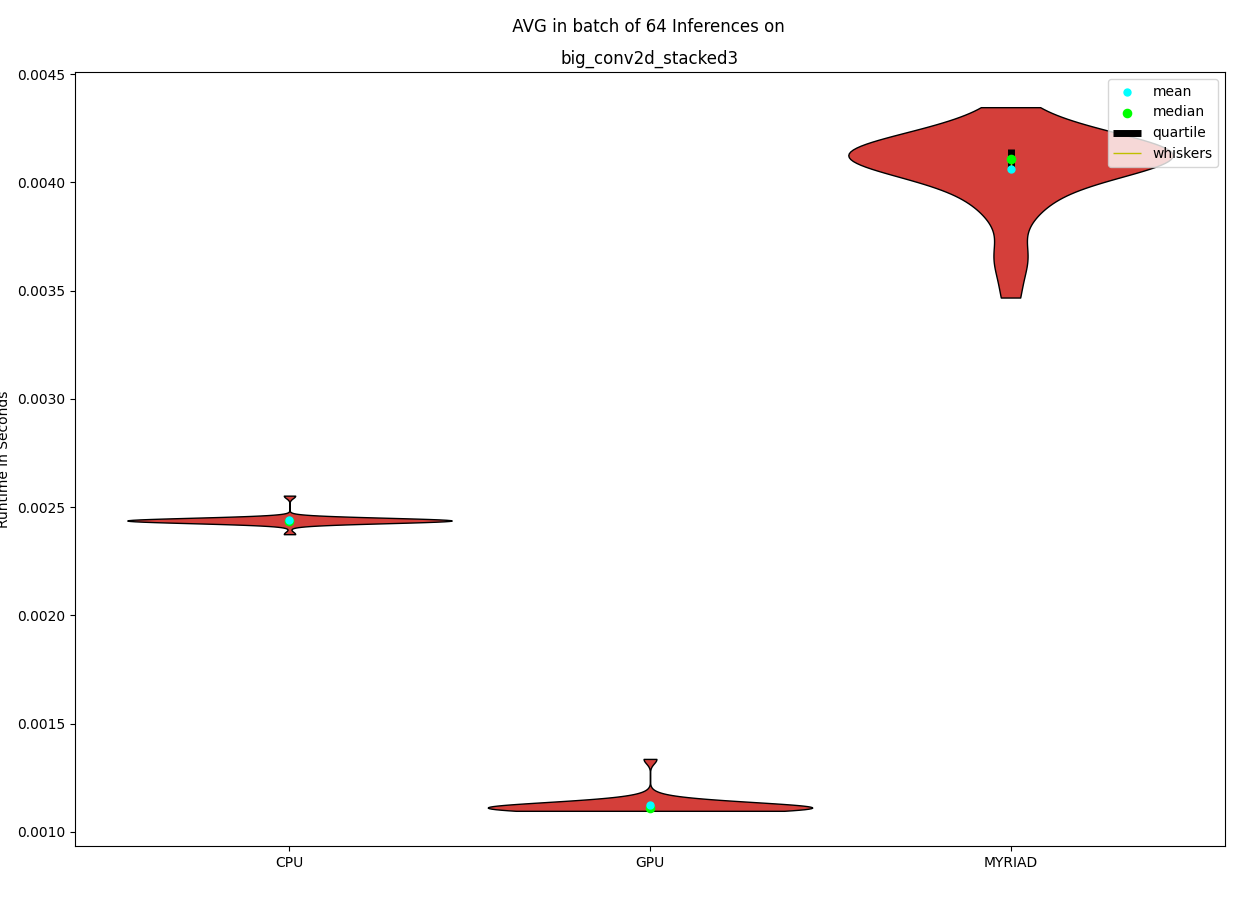 AVG in batch of 64 Inferences on
big_conv2d_stacked3
0.0045
0.0040
0.0035
0.0030
0.0025
0.0020
0.0015
0.0010
Runtime in Seconds
CPU
GPU
MYRIAD
mean
median
quartile
whiskers